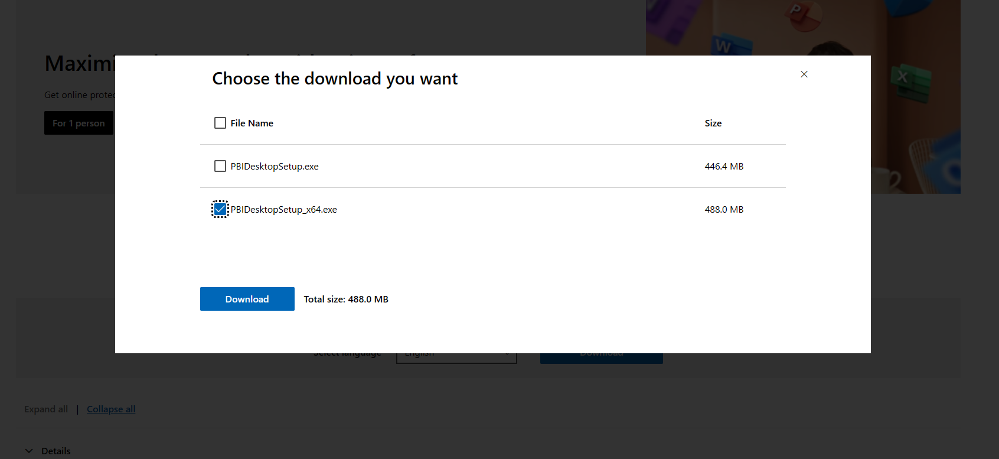 Maximi
Get online protec
For 1 person
Choose the download you want
File Name Size
PBIDesktopSetup.exe 446.4 MB
PBIDesktopSetup_x64.exe 488.0 MB
Download Total size: 488.0 MB
Select language English Download
Expand all | Collapse all
Details